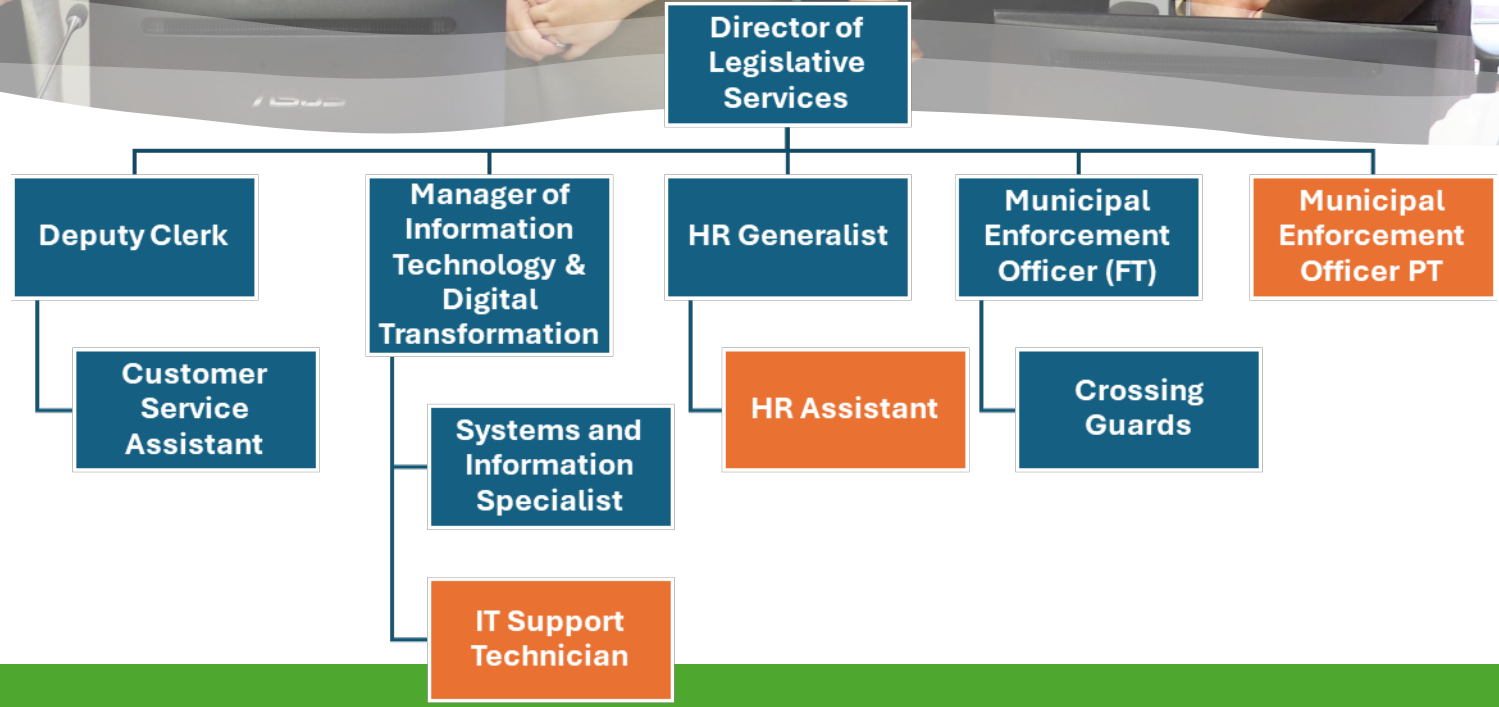 ASUS
Director of
Legislative
Services
Deputy Clerk
Manager of
Information
Technology &
Digital
Transformation
HR Generalist
Municipal
Enforcement
Officer (FT)
Municipal
Enforcement
Officer PT
Customer
Service
Assistant
Systems and
Information
Specialist
HR Assistant
Crossing
Guards
IT Support
Technician